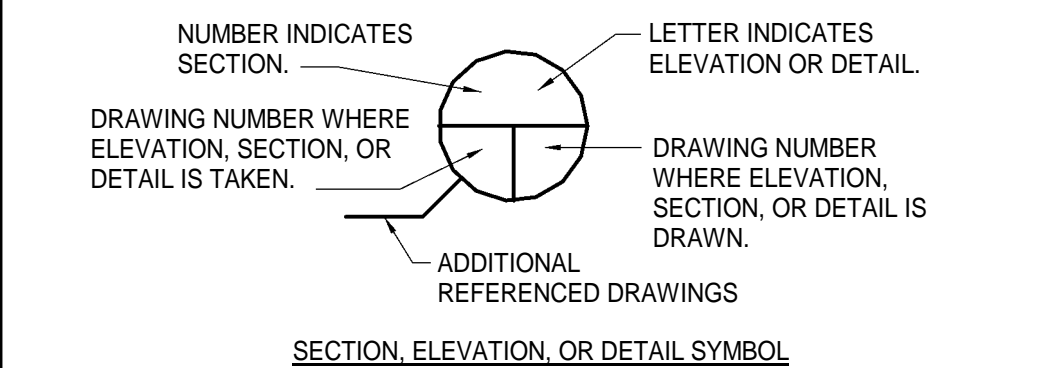 NUMBER INDICATES
SECTION.
LETTER INDICATES
ELEVATION OR DETAIL.
DRAWING NUMBER WHERE
ELEVATION, SECTION, OR
DETAIL IS TAKEN.
DRAWING NUMBER
WHERE ELEVATION,
SECTION, OR DETAIL IS
DRAWN.
ADDITIONAL
REFERENCED DRAWINGS
SECTION, ELEVATION, OR DETAIL SYMBOL